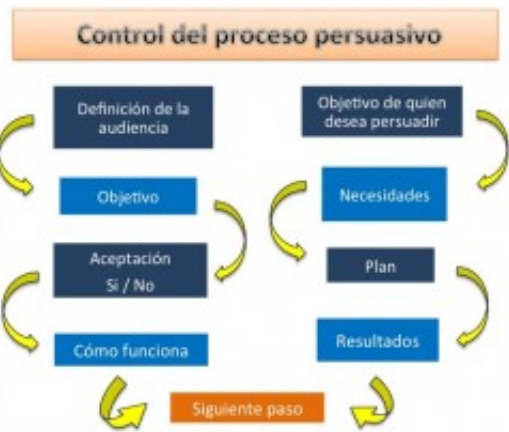 Control del proceso persuasivo
Definición de la
audiencia
Objetivo
Aceptación
Si / No
Cómo funciona
Objetivo de quien
desea persuadir
Necesidades
Plan
Resultados
Siguiente paso